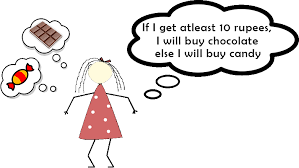 If I get atleast 10 rupees,
I will buy chocolate
else I will buy candy